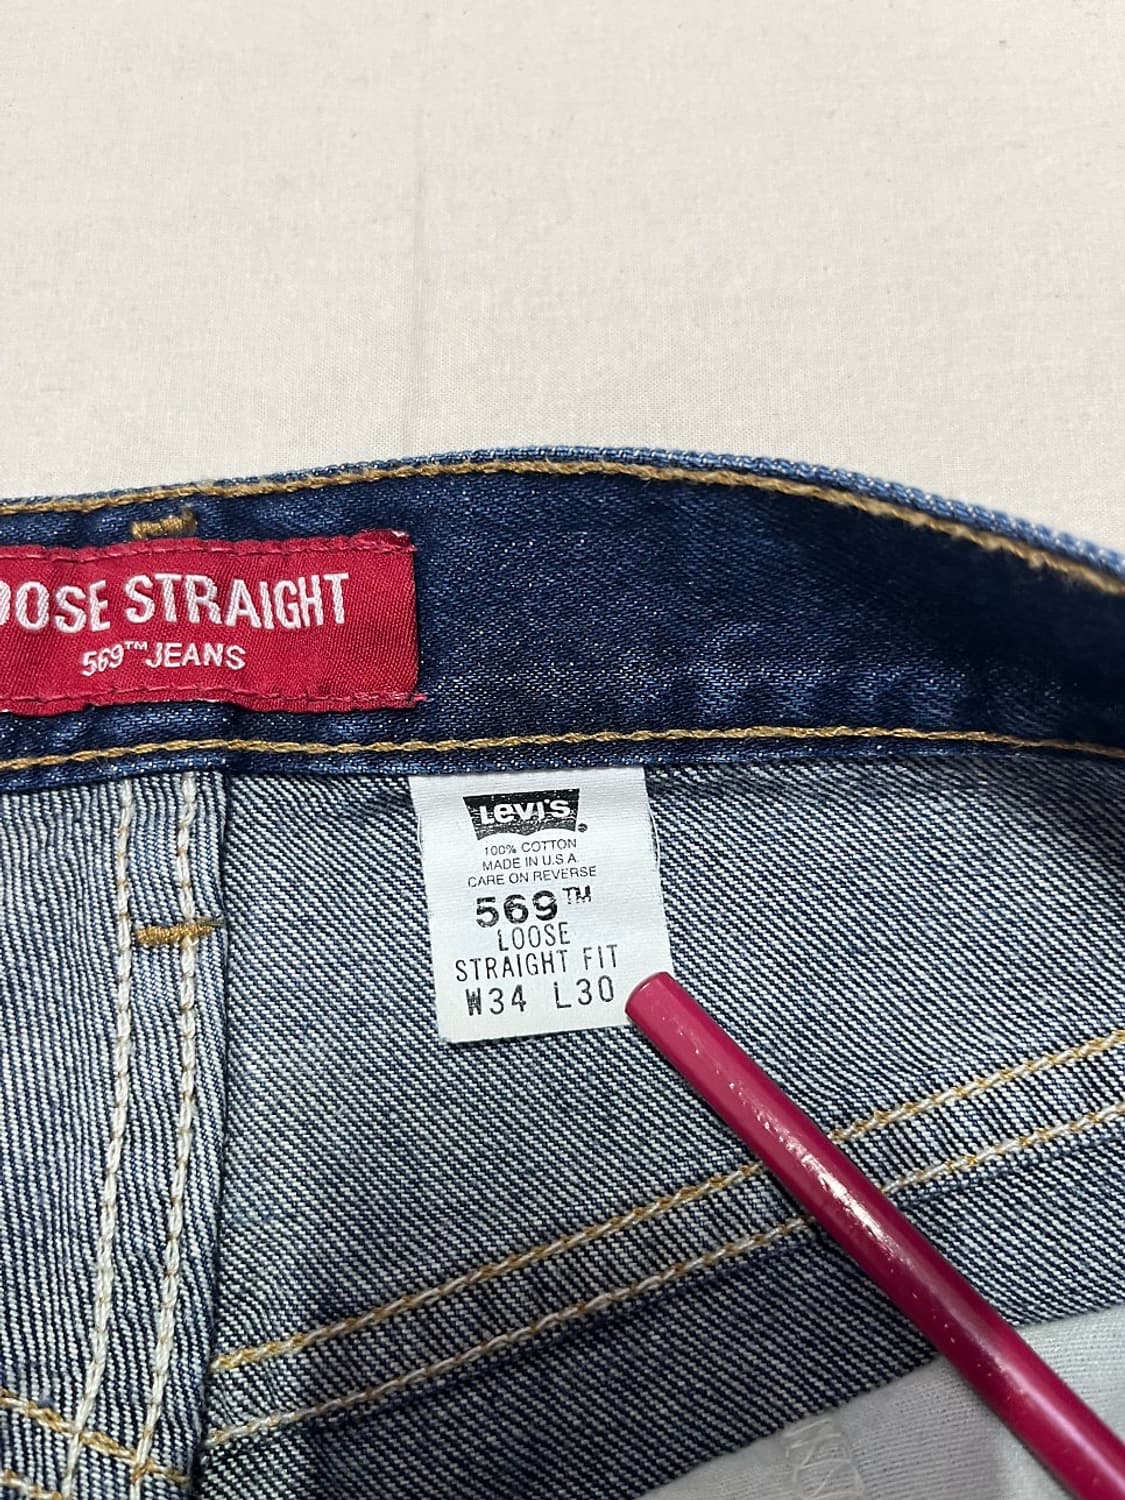 OOSE STRAIGHT
569™ JEANS
Levi's
100% COTTON
MADE IN U.S.A
CARE ON REVERSE
569™
LOOSE
STRAIGHT FIT
W34 L30